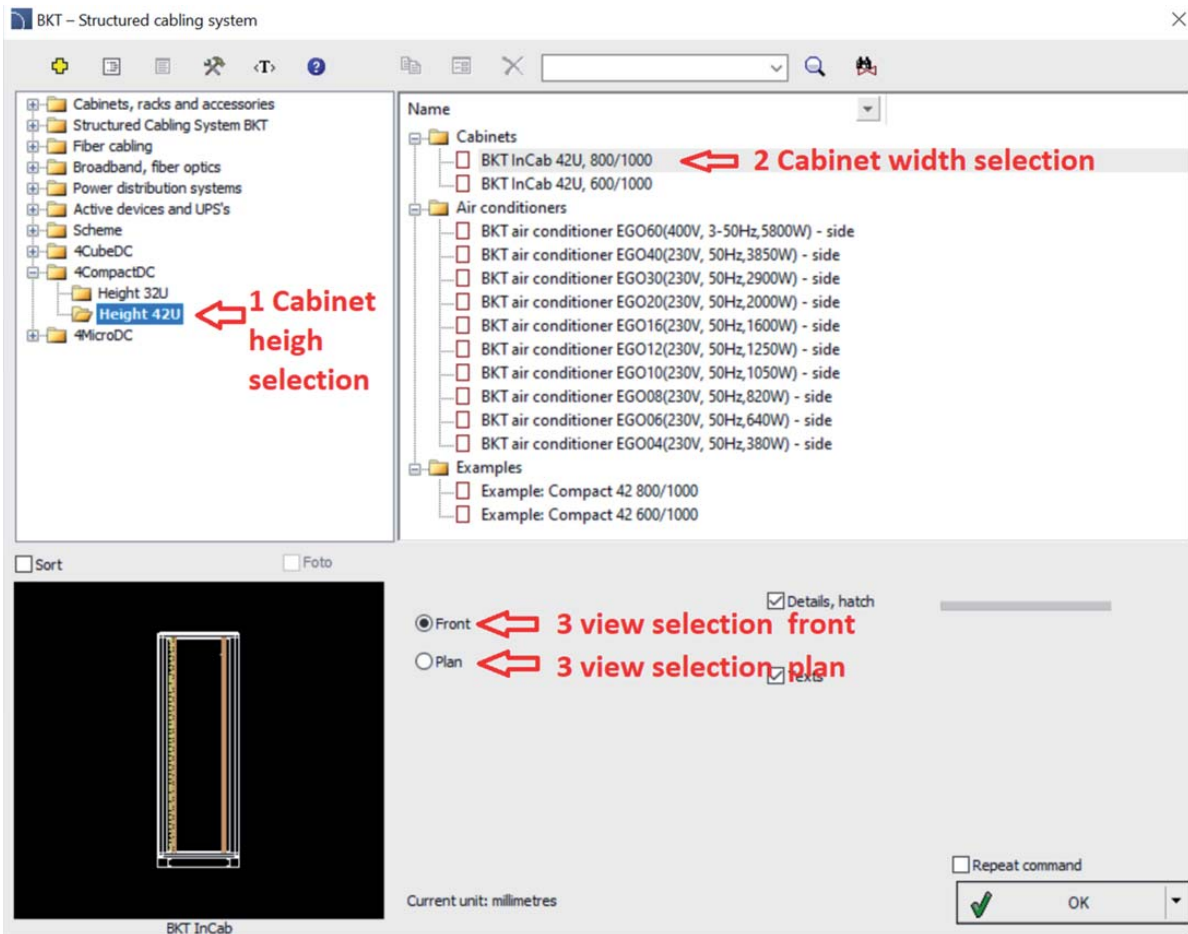 BKT – Structured cabling system
‹T›
?
Cabinets, racks and accessories
Structured Cabling System BKT
Fiber cabling
Broadband, fiber optics
Power distribution systems
Active devices and UPS's
Scheme
4CubeDC
4CompactDC
Height 32U
Height 42U
4MicroDC
1 Cabinet
heigh
selection
Name
Cabinets
BKT InCab 42U, 800/1000
2 Cabinet width selection
BKT InCab 42U, 600/1000
Air conditioners
BKT air conditioner EGO60(400V, 3-50Hz,5800W) - side
BKT air conditioner EGO40(230V, 50Hz,3850W) - side
BKT air conditioner EGO30(230V, 50Hz,2900W) - side
BKT air conditioner EGO20(230V, 50Hz,2000W) - side
BKT air conditioner EGO16(230V, 50Hz,1600W) - side
BKT air conditioner EGO12(230V, 50Hz,1250W) - side
BKT air conditioner EGO10(230V, 50Hz,1050W) - side
BKT air conditioner EGO08(230V, 50Hz,820W) - side
BKT air conditioner EGO06(230V, 50Hz,640W) - side
BKT air conditioner EGO04(230V, 50Hz,380W) - side
Examples
Example: Compact 42 800/1000
Example: Compact 42 600/1000
Sort
Foto
Details, hatch
Front
3 view selection front
Plan
3 view selection plan
Texts
Repeat command
Current unit: millimetres
OK
BKT InCab